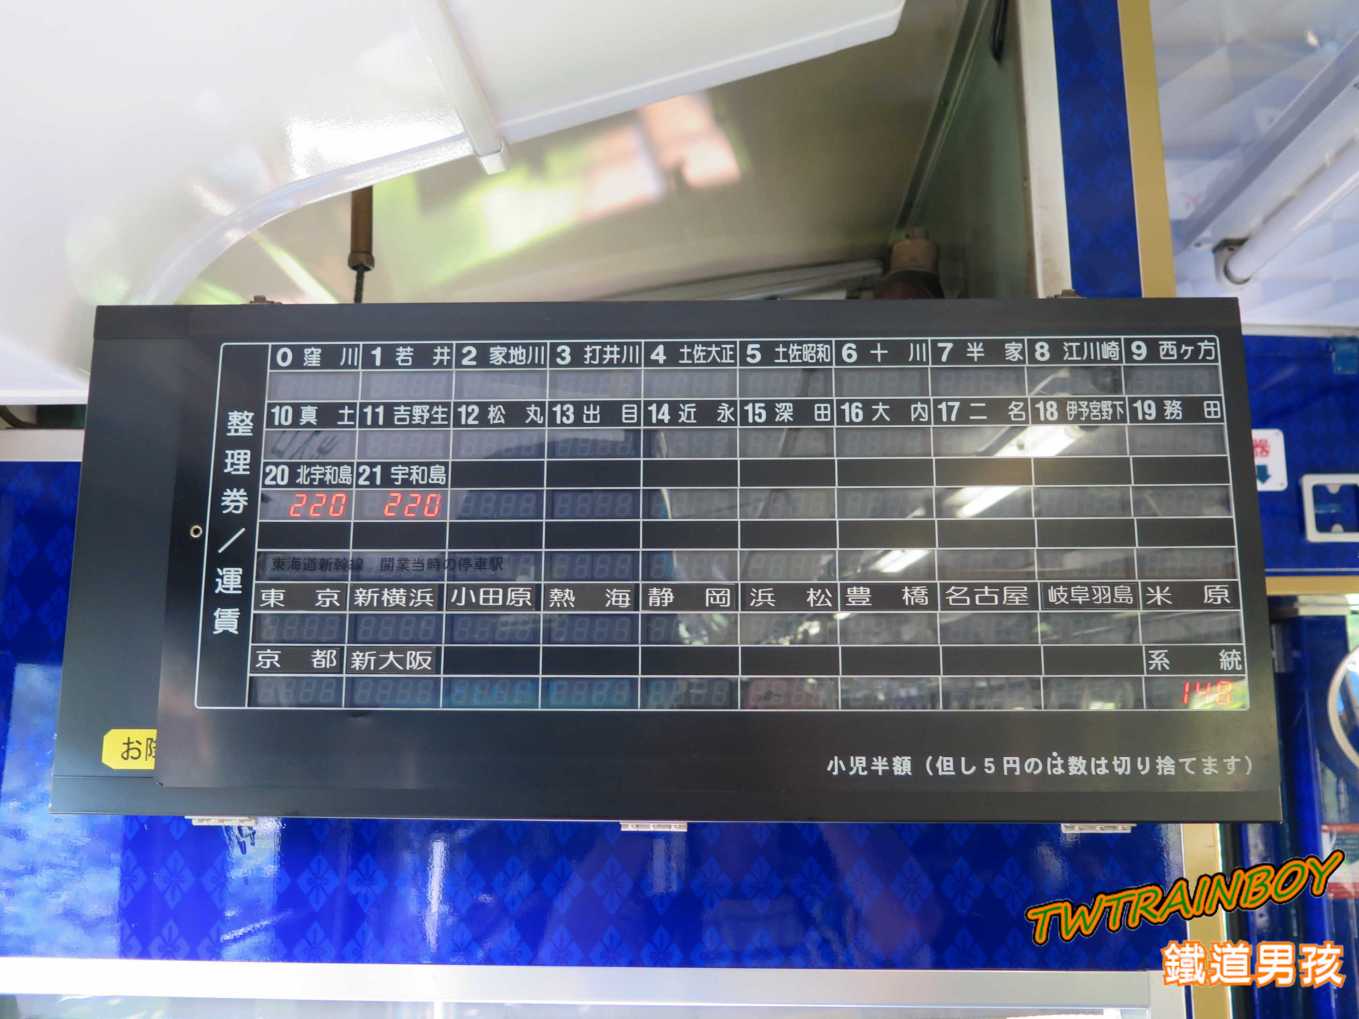 0 窪川 1 若井 2 家地川 3 打井川 4 土佐大正 5 土佐昭和 6 十川 7 半家 8 江川崎 9 西ヶ方
10 真土 11 吉野生 12 松丸 13 出目 14 近永 15 深田 16 大内 17 二名 18 伊予宮野下 19 務田
20 北宇和島 21 宇和島
220 220
整理券/運賃
東海道新幹線 開業当時の停車駅
東京 新横浜 小田原 熱海 静岡 浜松 豊橋 名古屋 岐阜羽島 米原
京都 新大阪 系統
148
お降
小児半額(但し5円のは数は切り捨てます)
器
TWTRAINBOY
鐵道男孩